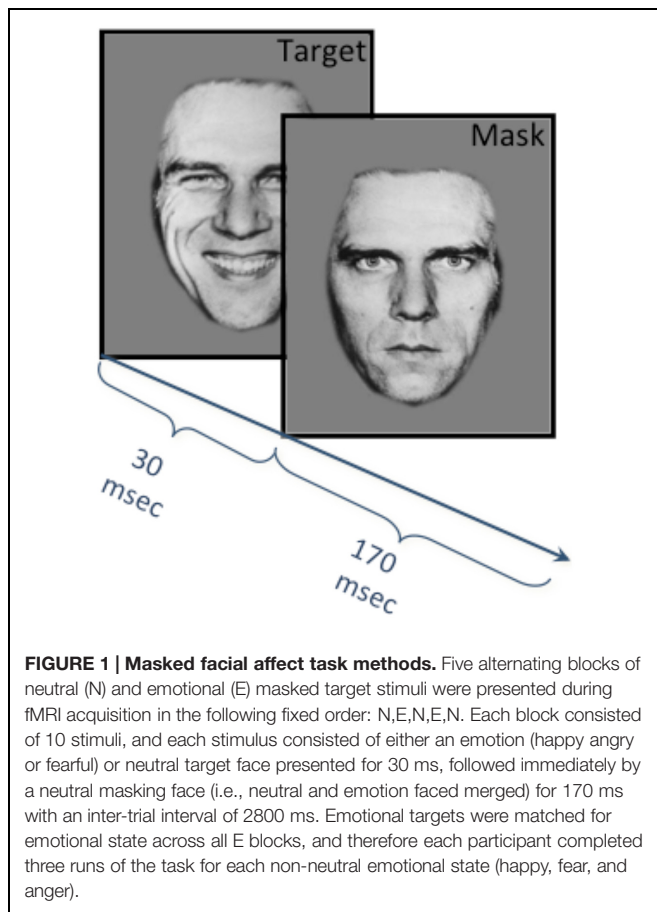 Target
Mask
30
msec
170
msec
FIGURE 1 | Masked facial affect task methods. Five alternating blocks of
neutral (N) and emotional (E) masked target stimuli were presented during
fMRI acquisition in the following fixed order: N,E,N,E,N. Each block consisted
of 10 stimuli, and each stimulus consisted of either an emotion (happy angry
or fearful) or neutral target face presented for 30 ms, followed immediately by
a neutral masking face (i.e., neutral and emotion faced merged) for 170 ms
with an inter-trial interval of 2800 ms. Emotional targets were matched for
emotional state across all E blocks, and therefore each participant completed
three runs of the task for each non-neutral emotional state (happy, fear, and
anger).